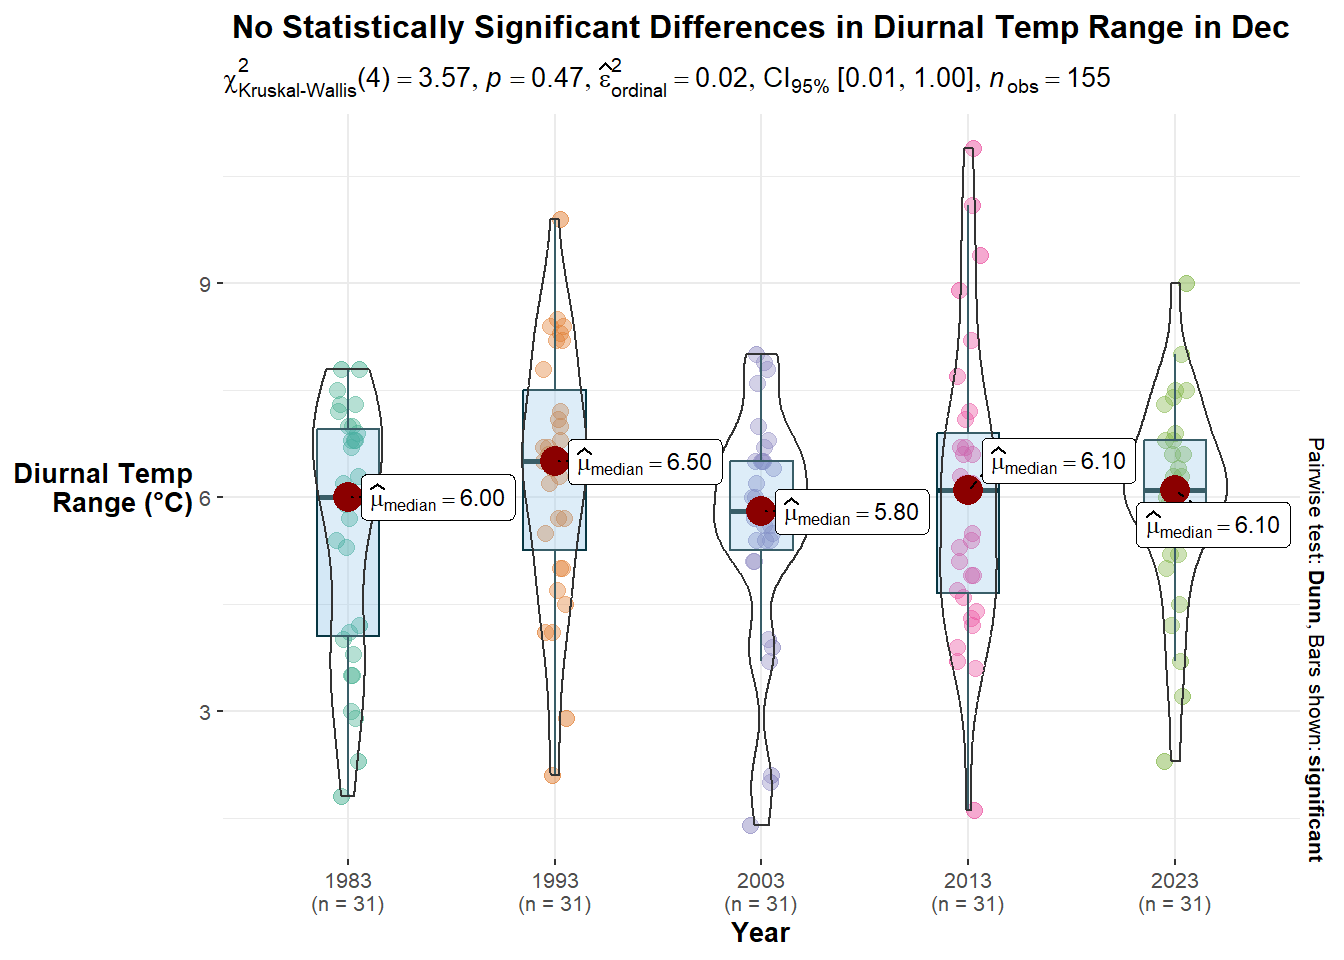 No Statistically Significant Differences in Diurnal Temp Range in Dec
χ²Kruskal-Wallis(4) = 3.57, p = 0.47, ε̂²ordinal = 0.02, CI95% [0.01, 1.00], nobs = 155
Diurnal Temp
Range (°C)
9
6
3
μ̂median = 6.00
μ̂median = 6.50
μ̂median = 5.80
μ̂median = 6.10
μ̂median = 6.10
1983
(n = 31)
1993
(n = 31)
2003
(n = 31)
2013
(n = 31)
2023
(n = 31)
Year
Pairwise test: Dunn, Bars shown: significant